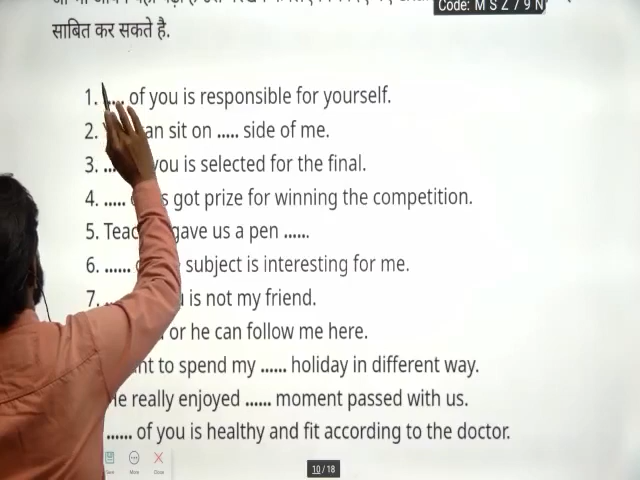 Code: M S Z 7 9 N
साबित कर सकते है.
1. .... of you is responsible for yourself.
2. an sit on ..... side of me.
3. ... you is selected for the final.
4. ..... got prize for winning the competition.
5. gave us a pen ......
6. ...... subject is interesting for me.
7. is not my friend.
or he can follow me here.
to spend my ...... holiday in different way.
He really enjoyed ...... moment passed with us.
...... of you is healthy and fit according to the doctor.
Save More Close
10 / 18